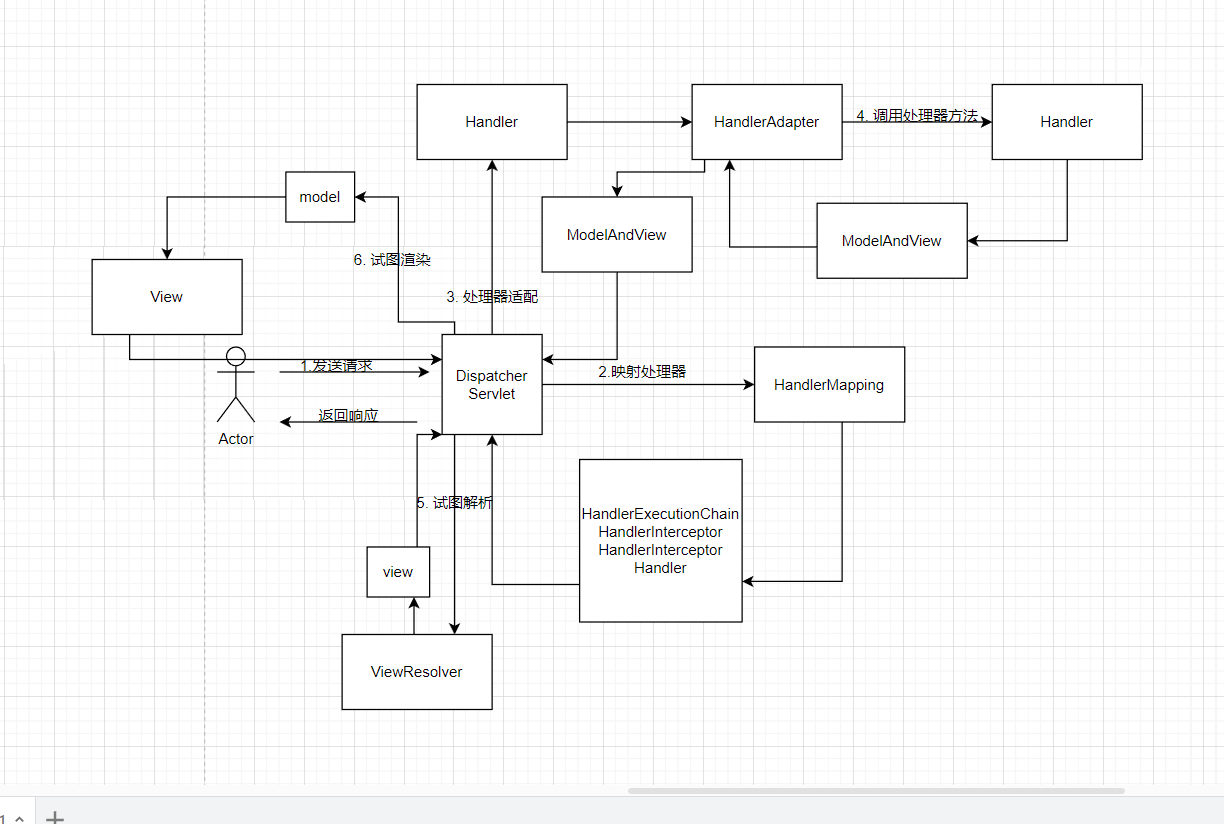 Handler
HandlerAdapter
4. 调用处理器方法
Handler
model
ModelAndView
ModelAndView
6. 试图渲染
View
3. 处理器适配
1.发送请求
Dispatcher
Servlet
2.映射处理器
HandlerMapping
返回响应
Actor
5. 试图解析
HandlerExecutionChain
HandlerInterceptor
HandlerInterceptor
Handler
view
ViewResolver